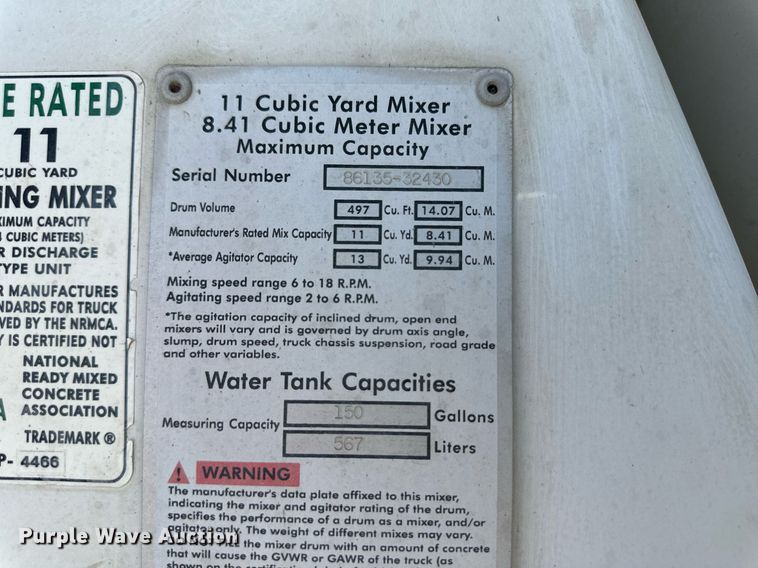 E RATED
11
CUBIC YARD
ING MIXER
XIMUM CAPACITY
CUBIC METERS)
R DISCHARGE
TYPE UNIT
R MANUFACTURES
NDARDS FOR TRUCK
VED BY THE NRMCA.
Y IS CERTIFIED NOT
NATIONAL
READY MIXED
CONCRETE
A ASSOCIATION
TRADEMARK ®
P- 4466
11 Cubic Yard Mixer
8.41 Cubic Meter Mixer
Maximum Capacity
Serial Number 86135-32430
Drum Volume 497 Cu. Ft. 14.07 Cu. M.
Manufacturer's Rated Mix Capacity 11 Cu. Yd. 8.41 Cu. M.
*Average Agitator Capacity 13 Cu. Yd. 9.94 Cu. M.
Mixing speed range 6 to 18 R.P.M.
Agitating speed range 2 to 6 R.P.M.
*The agitation capacity of inclined drum, open end
mixers will vary and is governed by drum axis angle,
slump, drum speed, truck chassis suspension, road grade
and other variables.
Water Tank Capacities
Measuring Capacity 150 Gallons
567 Liters
WARNING
The manufacturer's data plate affixed to this mixer,
indicating the mixer and agitator rating of the drum,
specifies the performance of a drum as a mixer, and/or
agitator only. The weight of different mixes may vary.
the mixer drum with an amount of concrete
that will cause the GVWR or GAWR of the truck (as
shown on the certification
Purple Wave Auction